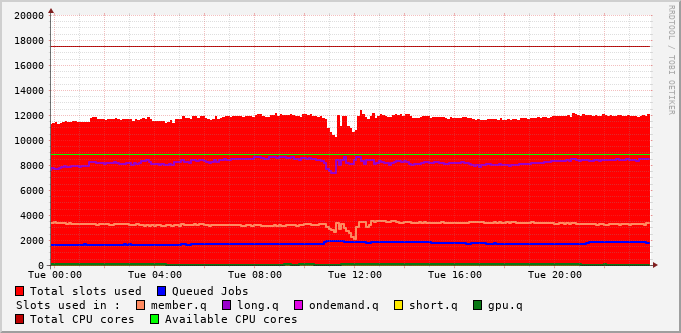 20000
18000
16000
14000
12000
10000
8000
6000
4000
2000
0
Tue 00:00 Tue 04:00 Tue 08:00 Tue 12:00 Tue 16:00 Tue 20:00
RRDTOOL / TOBI OETIKER
Total slots used Queued Jobs
Slots used in : member.q long.q ondemand.q short.q gpu.q
Total CPU cores Available CPU cores